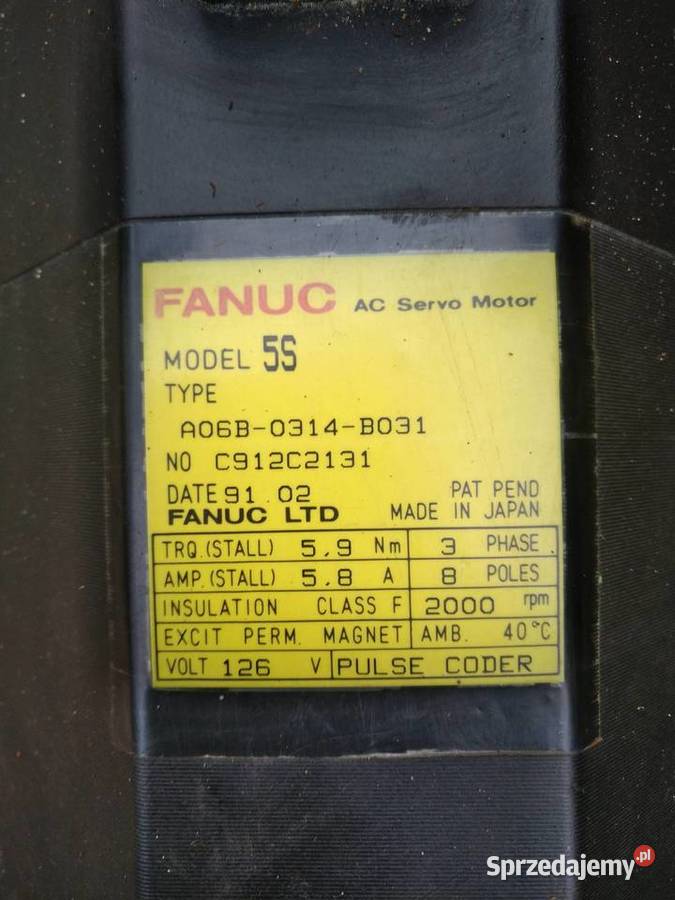 FANUC AC Servo Motor
MODEL 5S
TYPE
A06B-0314-B031
NO C912C2131
DATE 91.02 PAT PEND
FANUC LTD MADE IN JAPAN
TRQ.(STALL) 5.9 Nm 3 PHASE
AMP.(STALL) 5.8 A 8 POLES
INSULATION CLASS F 2000 rpm
EXCIT PERM. MAGNET AMB. 40°C
VOLT 126 V PULSE CODER
Sprzedajemy.pl